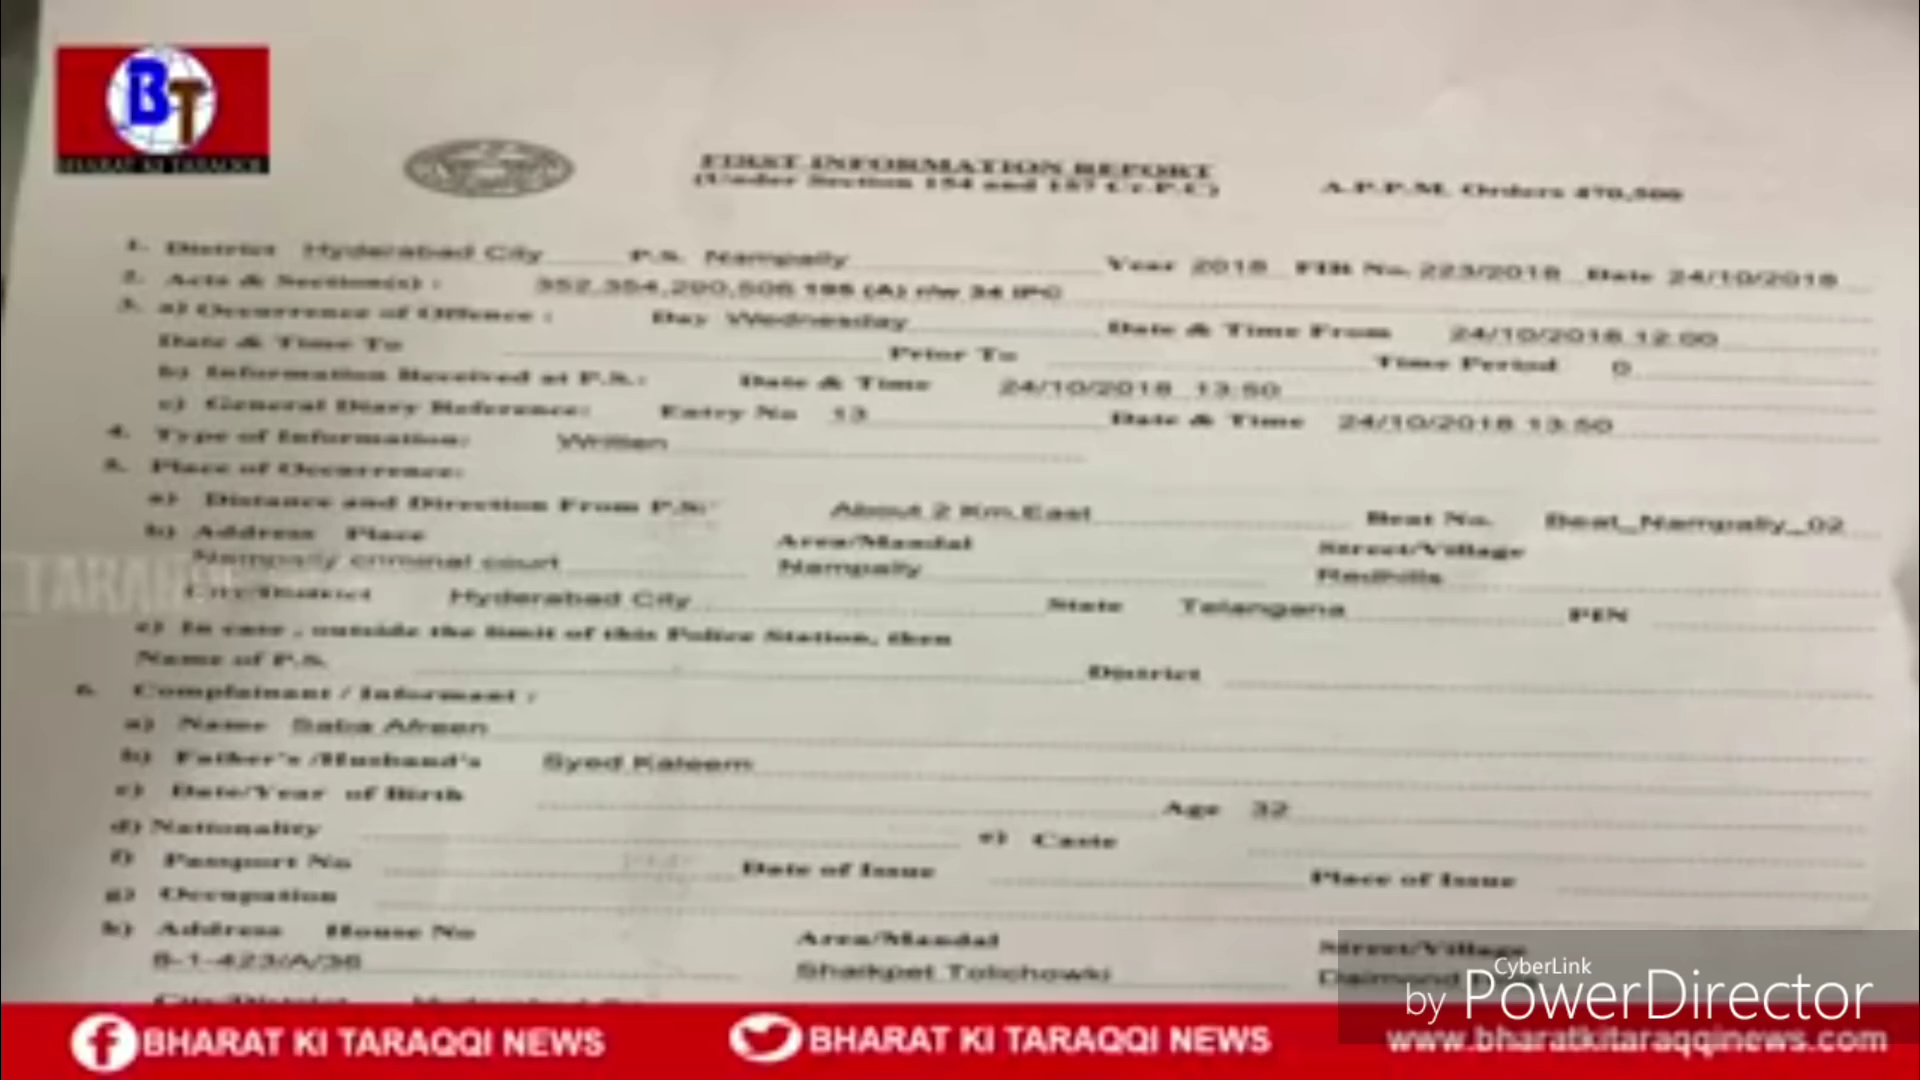 BT
BHARAT KI TARAQQI
FIRST INFORMATION REPORT
(Under Section 154 and 157 Cr.P.C)
A.P.P.M. Orders 470,500
1. District Hyderabad City P.S. Nampally Year 2018 FIR No. 223/2018 Date 24/10/2018
2. Acts & Section(s) : 352,354,290,506 (A) r/w 34 IPC
3. a) Occurrence of Offence : Day Wednesday Date & Time From 24/10/2018 12:00
Date & Time To Prior To Time Period 0
b) Information Received at P.S.: Date & Time 24/10/2018 13:50
c) General Diary Reference: Entry No 13 Date & Time 24/10/2018 13:50
4. Type of Information: Written
5. Place of Occurrence:
a) Distance and Direction From P.S: About 2 Km,East Beat No. Beat_Nampally_02
b) Address Place Area/Mandal Street/Village
Nampally criminal court Nampally Redhills
City/District Hyderabad City State Telangana PIN
c) In case , outside the limit of this Police Station, then
Name of P.S. District
6. Complainant / Informant :
a) Name Saba Afreen
b) Father's /Husband's Syed Kaleem
c) Date/Year of Birth Age 32
d) Nationality e) Caste
f) Passport No Date of Issue Place of Issue
g) Occupation
h) Address House No Area/Mandal Street/Village
8-1-423/A/36 Shaikpet Tolichowki Daimond
City/District
CyberLink
by PowerDirector
BHARAT KI TARAQQI NEWS BHARAT KI TARAQQI NEWS www.bharatkitaraqqinews.com